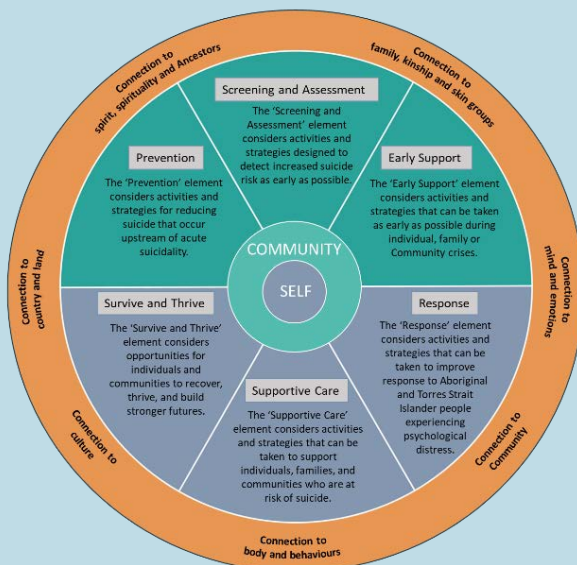 Connection to
spirit, spirituality and Ancestors
Connection to
family, kinship and skin groups
Screening and Assessment
The ‘Screening and
Assessment’ element
considers activities and
strategies designed to
detect increased suicide
risk as early as possible.
Prevention
The ‘Prevention’ element
considers activities and
strategies for reducing
suicide that occur
upstream of acute
suicidality.
Early Support
The ‘Early Support’ element
considers activities and
strategies that can be taken
as early as possible during
individual, family or
Community crises.
COMMUNITY
SELF
Connection to
country and land
Connection to
mind and emotions
Survive and Thrive
The ‘Survive and Thrive’
element considers
opportunities for
individuals and
communities to recover,
thrive, and build
stronger futures.
Response
The ‘Response’ element
considers activities and
strategies that can be
taken to improve
response to Aboriginal
and Torres Strait
Islander people
experiencing
psychological
distress.
Supportive Care
The ‘Supportive Care’
element considers activities
and strategies that can be
taken to support
individuals, families, and
communities who are at
risk of suicide.
Connection to
culture
Connection to
Community
Connection to
body and behaviours